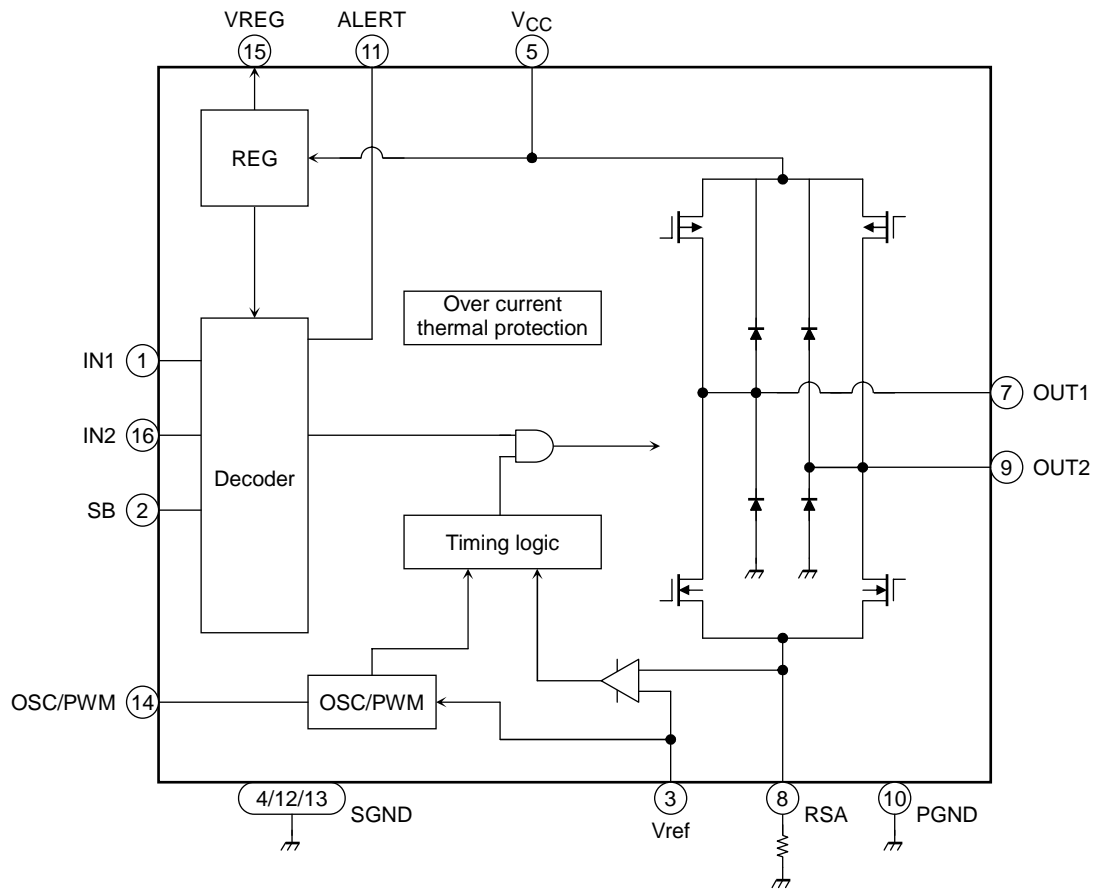 VREG
ALERT
VCC
15
11
5
REG
Over current
thermal protection
IN1
1
IN2
16
SB
2
Decoder
7
OUT1
9
OUT2
Timing logic
OSC/PWM
14
OSC/PWM
4/12/13
SGND
3
Vref
8
RSA
10
PGND